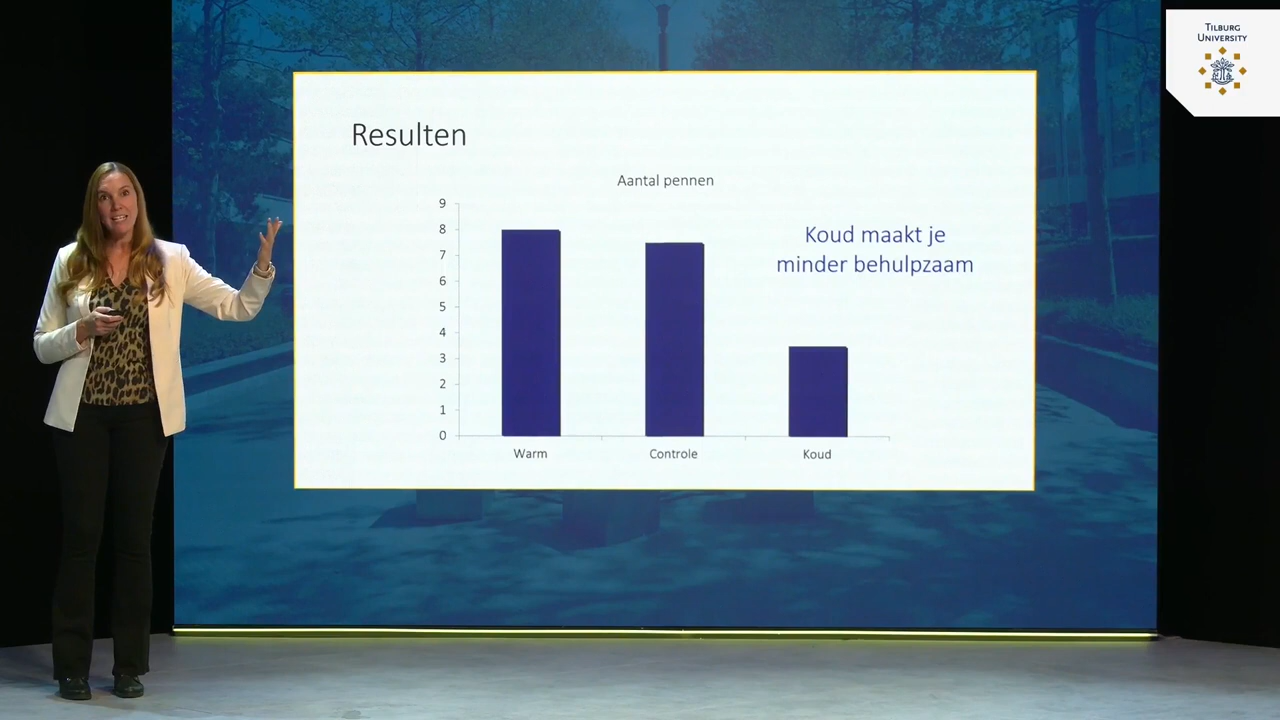 TILBURG
UNIVERSITY
Resulten
Aantal pennen
9
8
7
6
5
4
3
2
1
0
Warm
Controle
Koud
Koud maakt je
minder behulpzaam